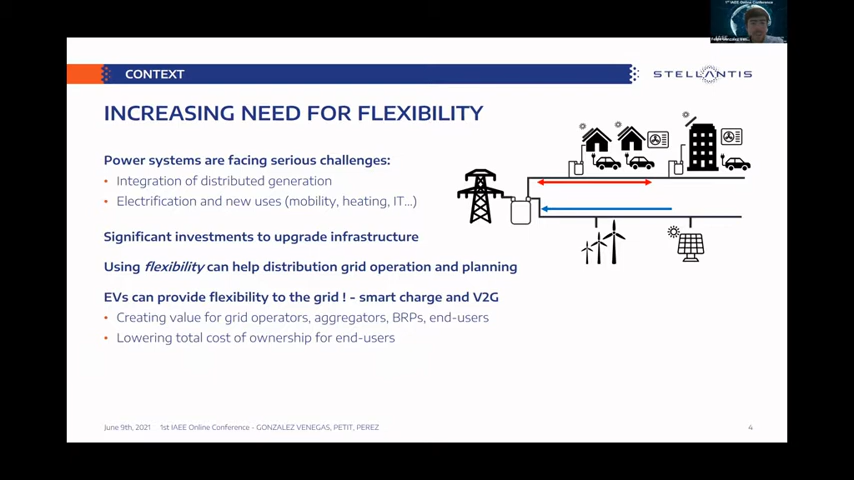 1st IAEE Online Conference
CONTEXT
STELLANTIS
INCREASING NEED FOR FLEXIBILITY
Power systems are facing serious challenges:
• Integration of distributed generation
• Electrification and new uses (mobility, heating, IT...)
Significant investments to upgrade infrastructure
Using flexibility can help distribution grid operation and planning
EVs can provide flexibility to the grid ! - smart charge and V2G
• Creating value for grid operators, aggregators, BRPs, end-users
• Lowering total cost of ownership for end-users
June 9th, 2021 1st IAEE Online Conference - GONZALEZ VENEGAS, PETIT, PEREZ
4